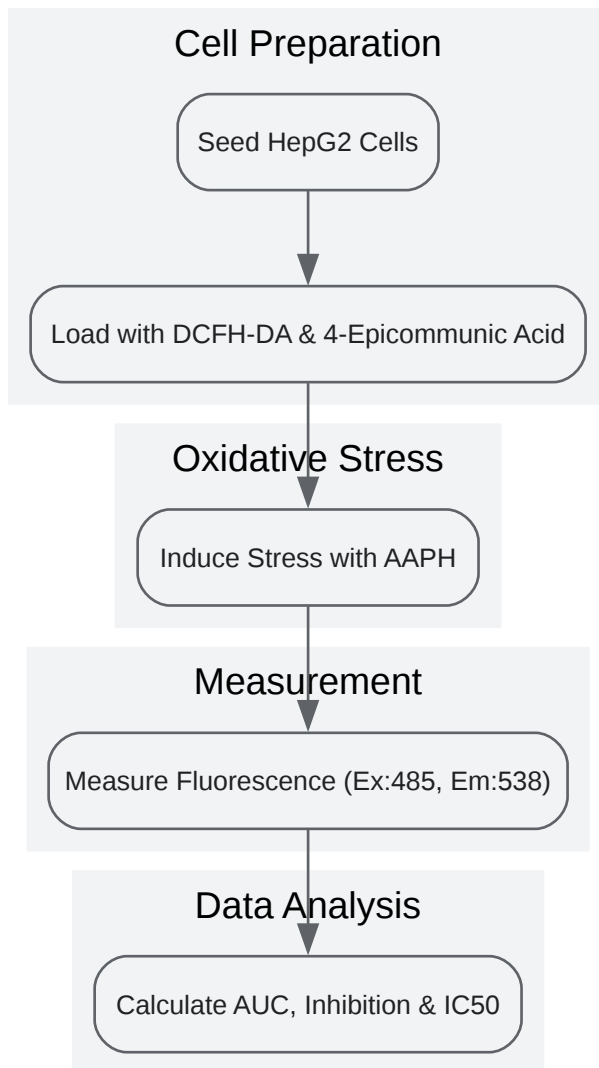 Cell Preparation
Seed HepG2 Cells
Load with DCFH-DA & 4-Epicommunic Acid
Oxidative Stress
Induce Stress with AAPH
Measurement
Measure Fluorescence (Ex:485, Em:538)
Data Analysis
Calculate AUC, Inhibition & IC50